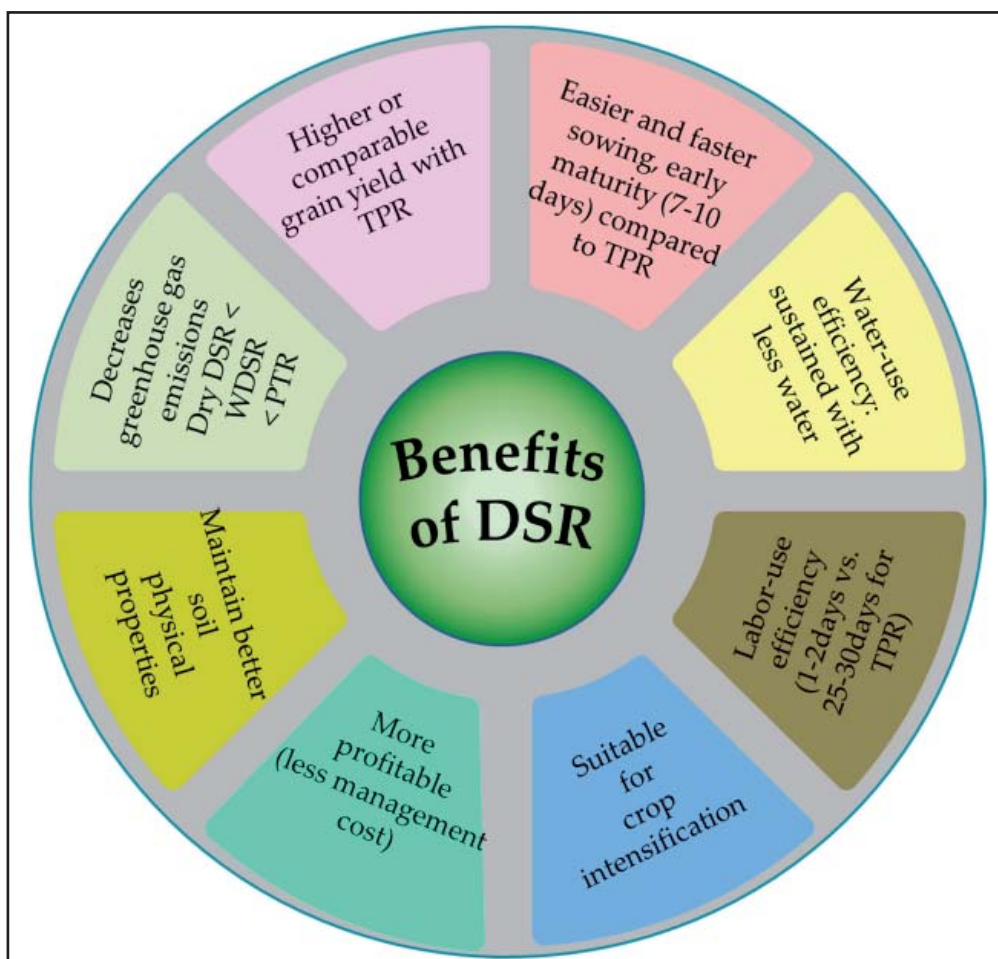 Benefits
of DSR
Easier and faster
sowing, early
maturity (7-10
days) compared
to TPR
Water-use
efficiency:
sustained with
less water
Labor-use
efficiency
(1-2days vs.
25-30days for
TPR)
Suitable
for
crop
intensification
More
profitable
(less management
cost)
Maintain better
soil
physical
properties
Decreases
greenhouse gas
emissions
Dry DSR <
WDSR
< PTR
Higher or
comparable
grain yield with
TPR